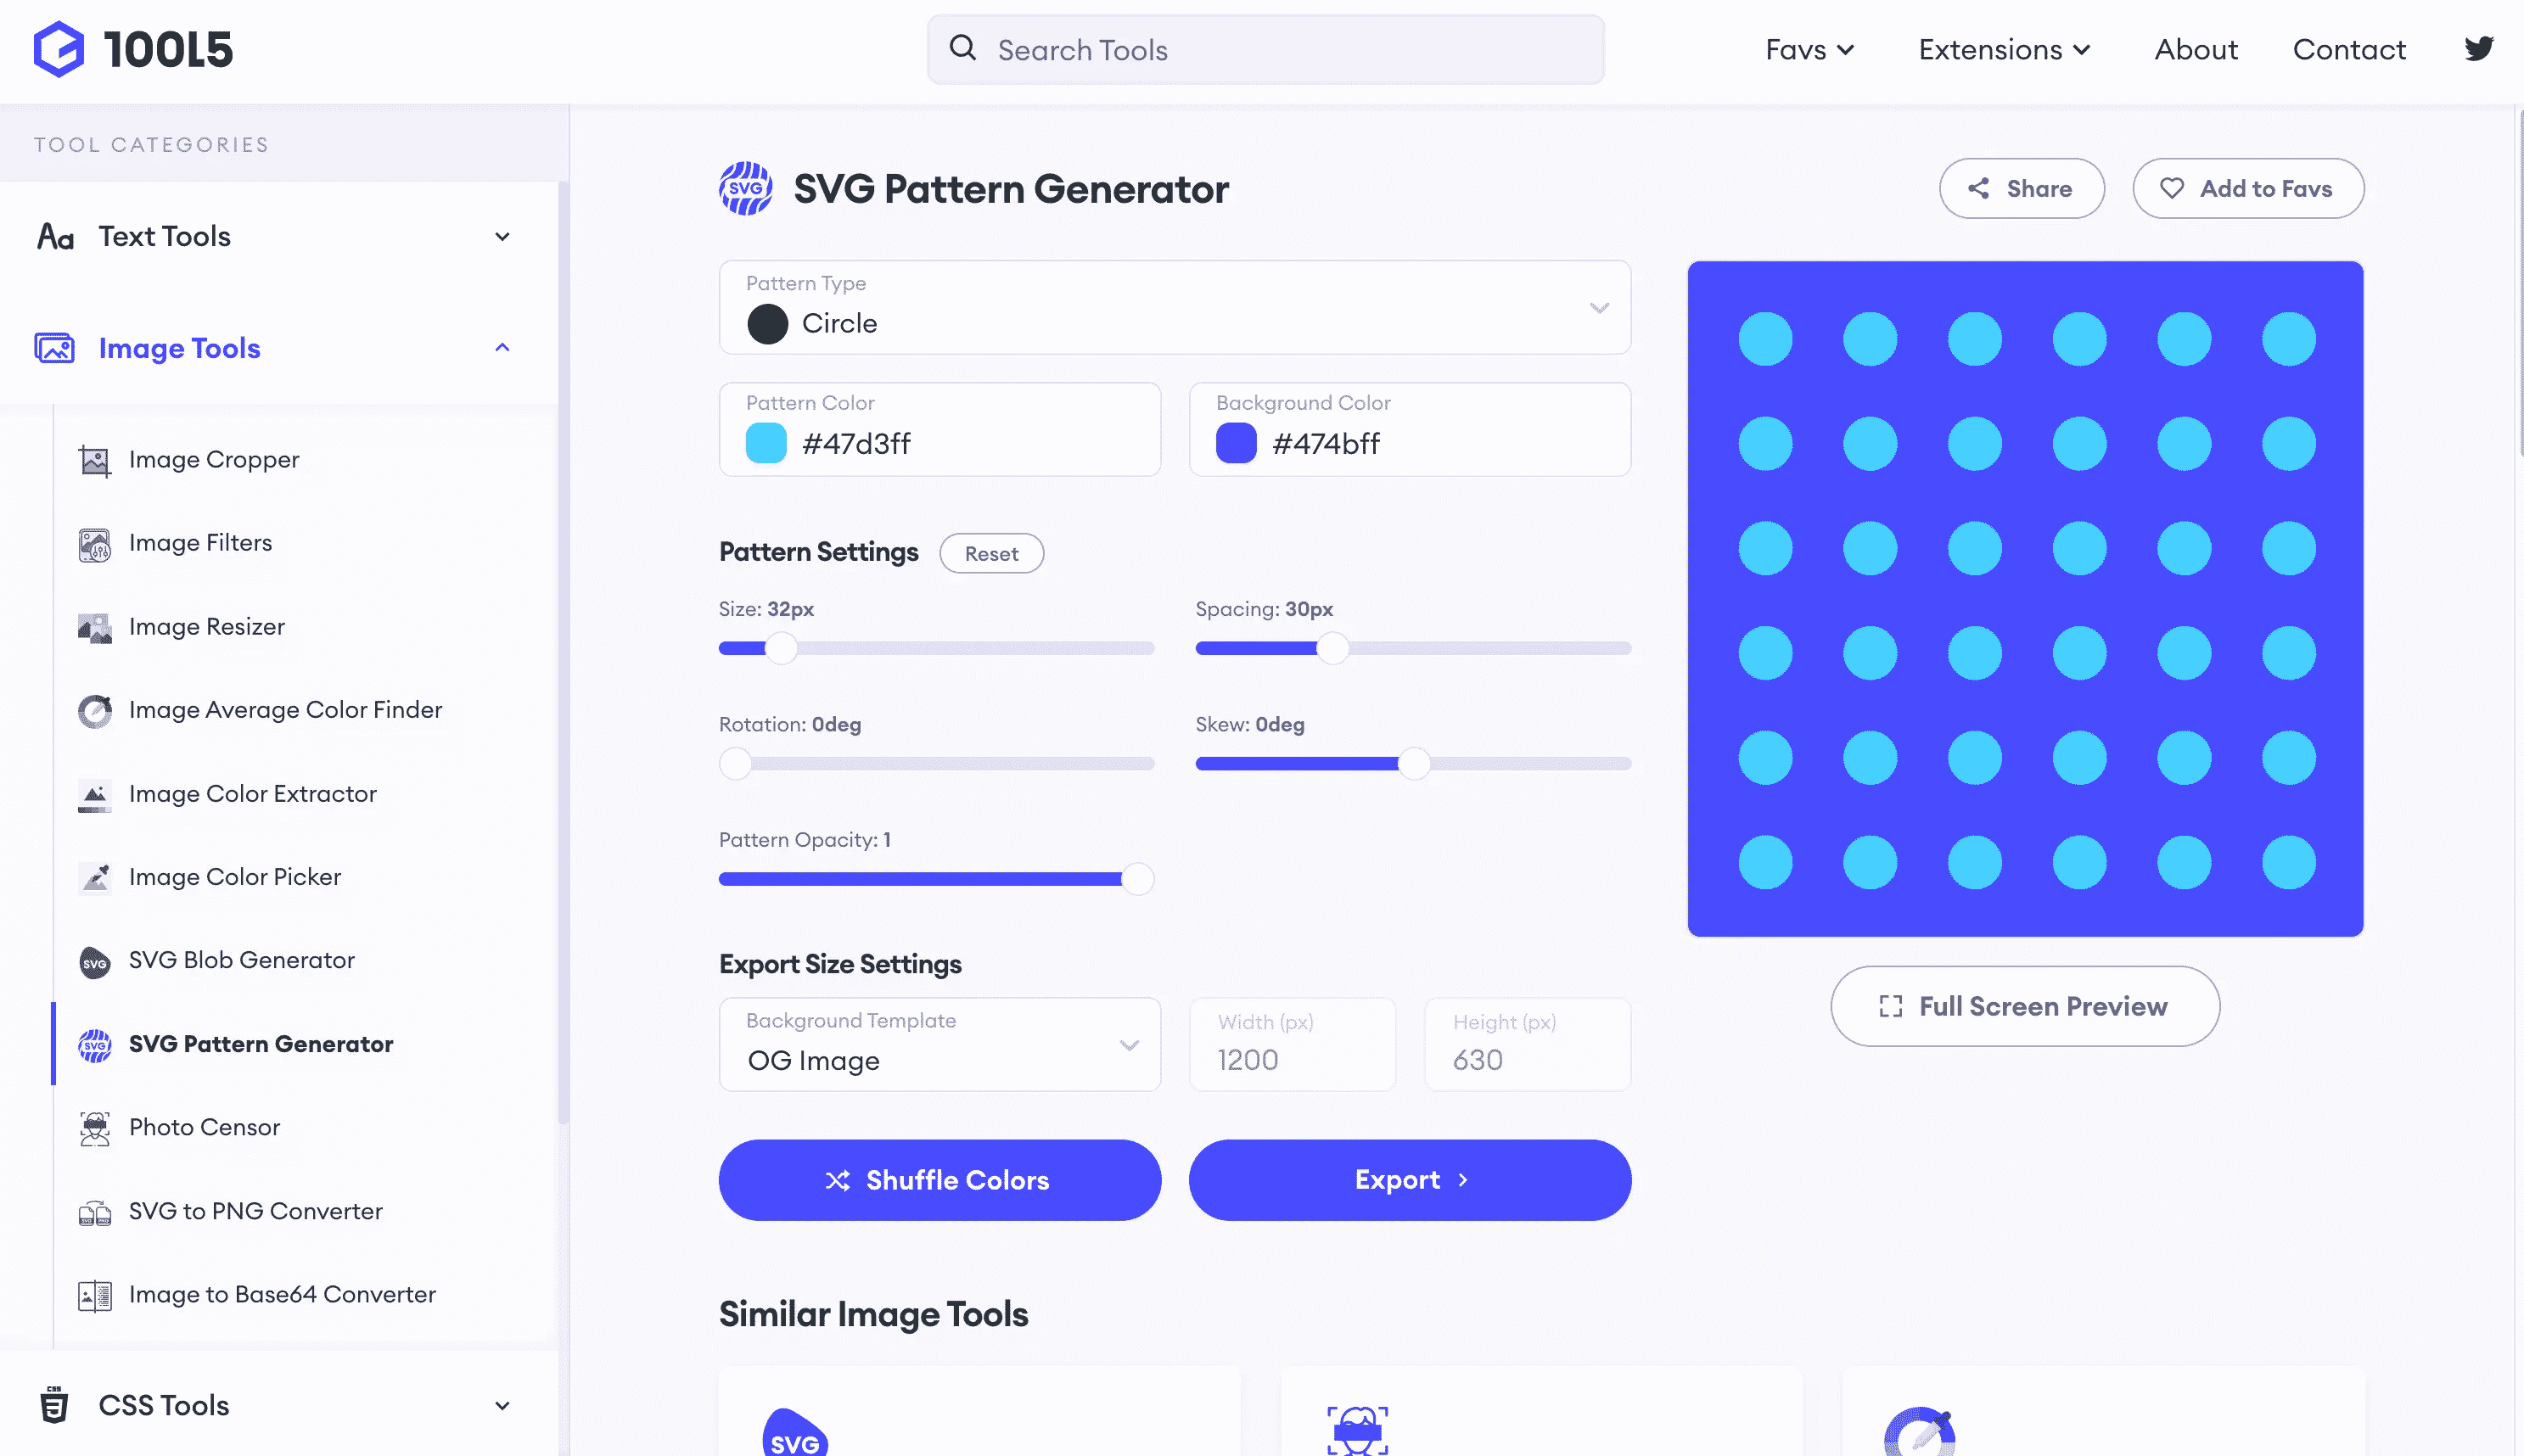 10015
Search Tools
Favs
Extensions
About
Contact
TOOL CATEGORIES
Text Tools
Image Tools
Image Cropper
Image Filters
Image Resizer
Image Average Color Finder
Image Color Extractor
Image Color Picker
SVG
SVG Blob Generator
SVG
SVG Pattern Generator
Photo Censor
SVG to PNG Converter
Image to Base64 Converter
CSS
CSS Tools
SVG
SVG Pattern Generator
Share
Add to Favs
Pattern Type
Circle
Pattern Color
#47d3ff
Background Color
#474bff
Pattern Settings
Reset
Size: 32px
Spacing: 30px
Rotation: 0deg
Skew: 0deg
Pattern Opacity: 1
Export Size Settings
Background Template
OG Image
Width (px)
1200
Height (px)
630
Shuffle Colors
Export
Full Screen Preview
Similar Image Tools
SVG